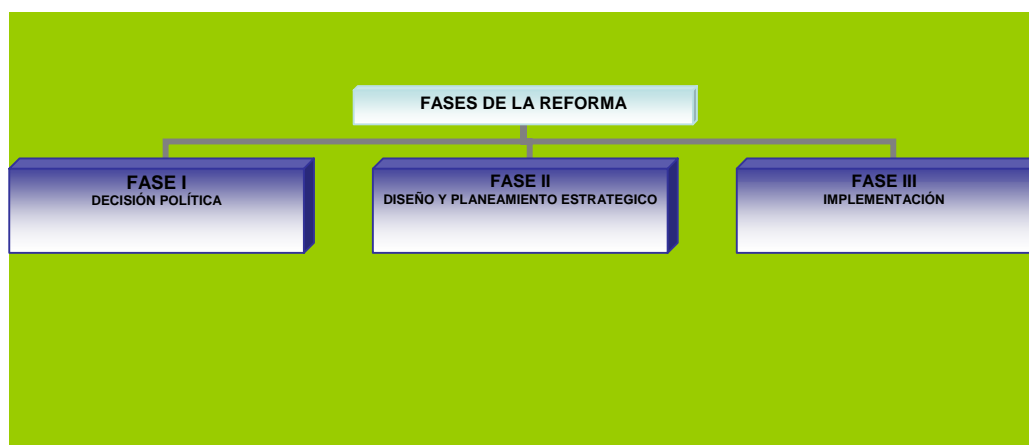 FASES DE LA REFORMA
FASE I
DECISIÓN POLÍTICA
FASE II
DISEÑO Y PLANEAMIENTO ESTRATEGICO
FASE III
IMPLEMENTACIÓN